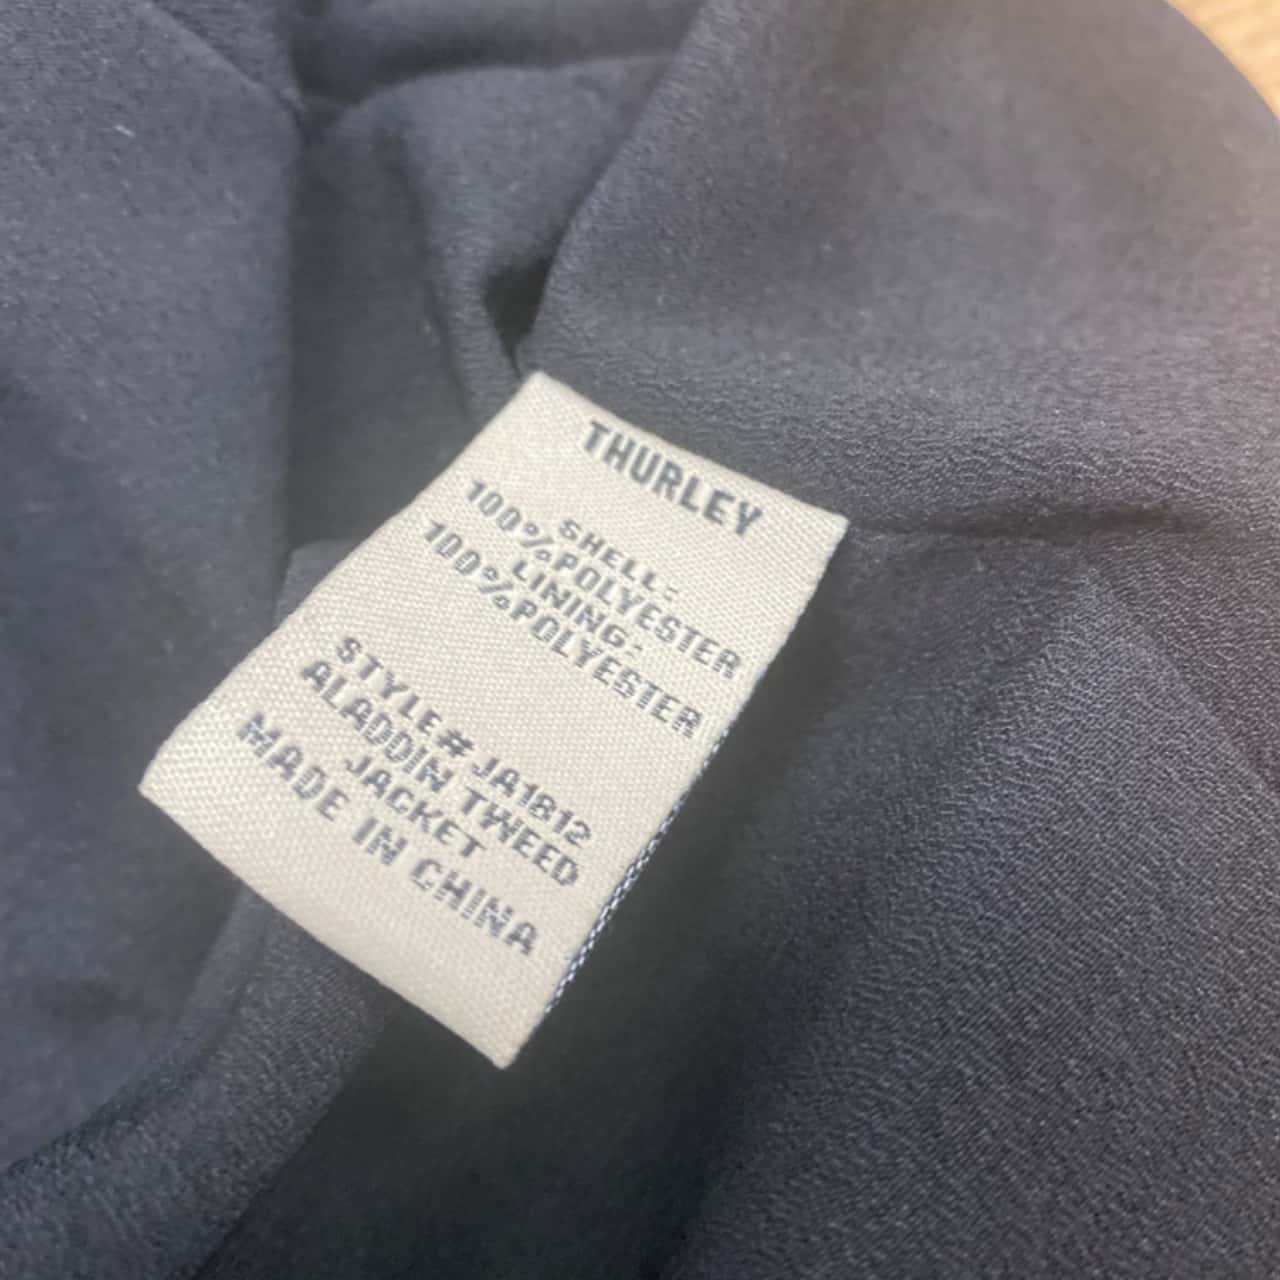 THURLEY
SHELL:
100%POLYESTER
LINING:
100%POLYESTER
STYLE# JA1812
ALADDIN TWEED
JACKET
MADE IN CHINA